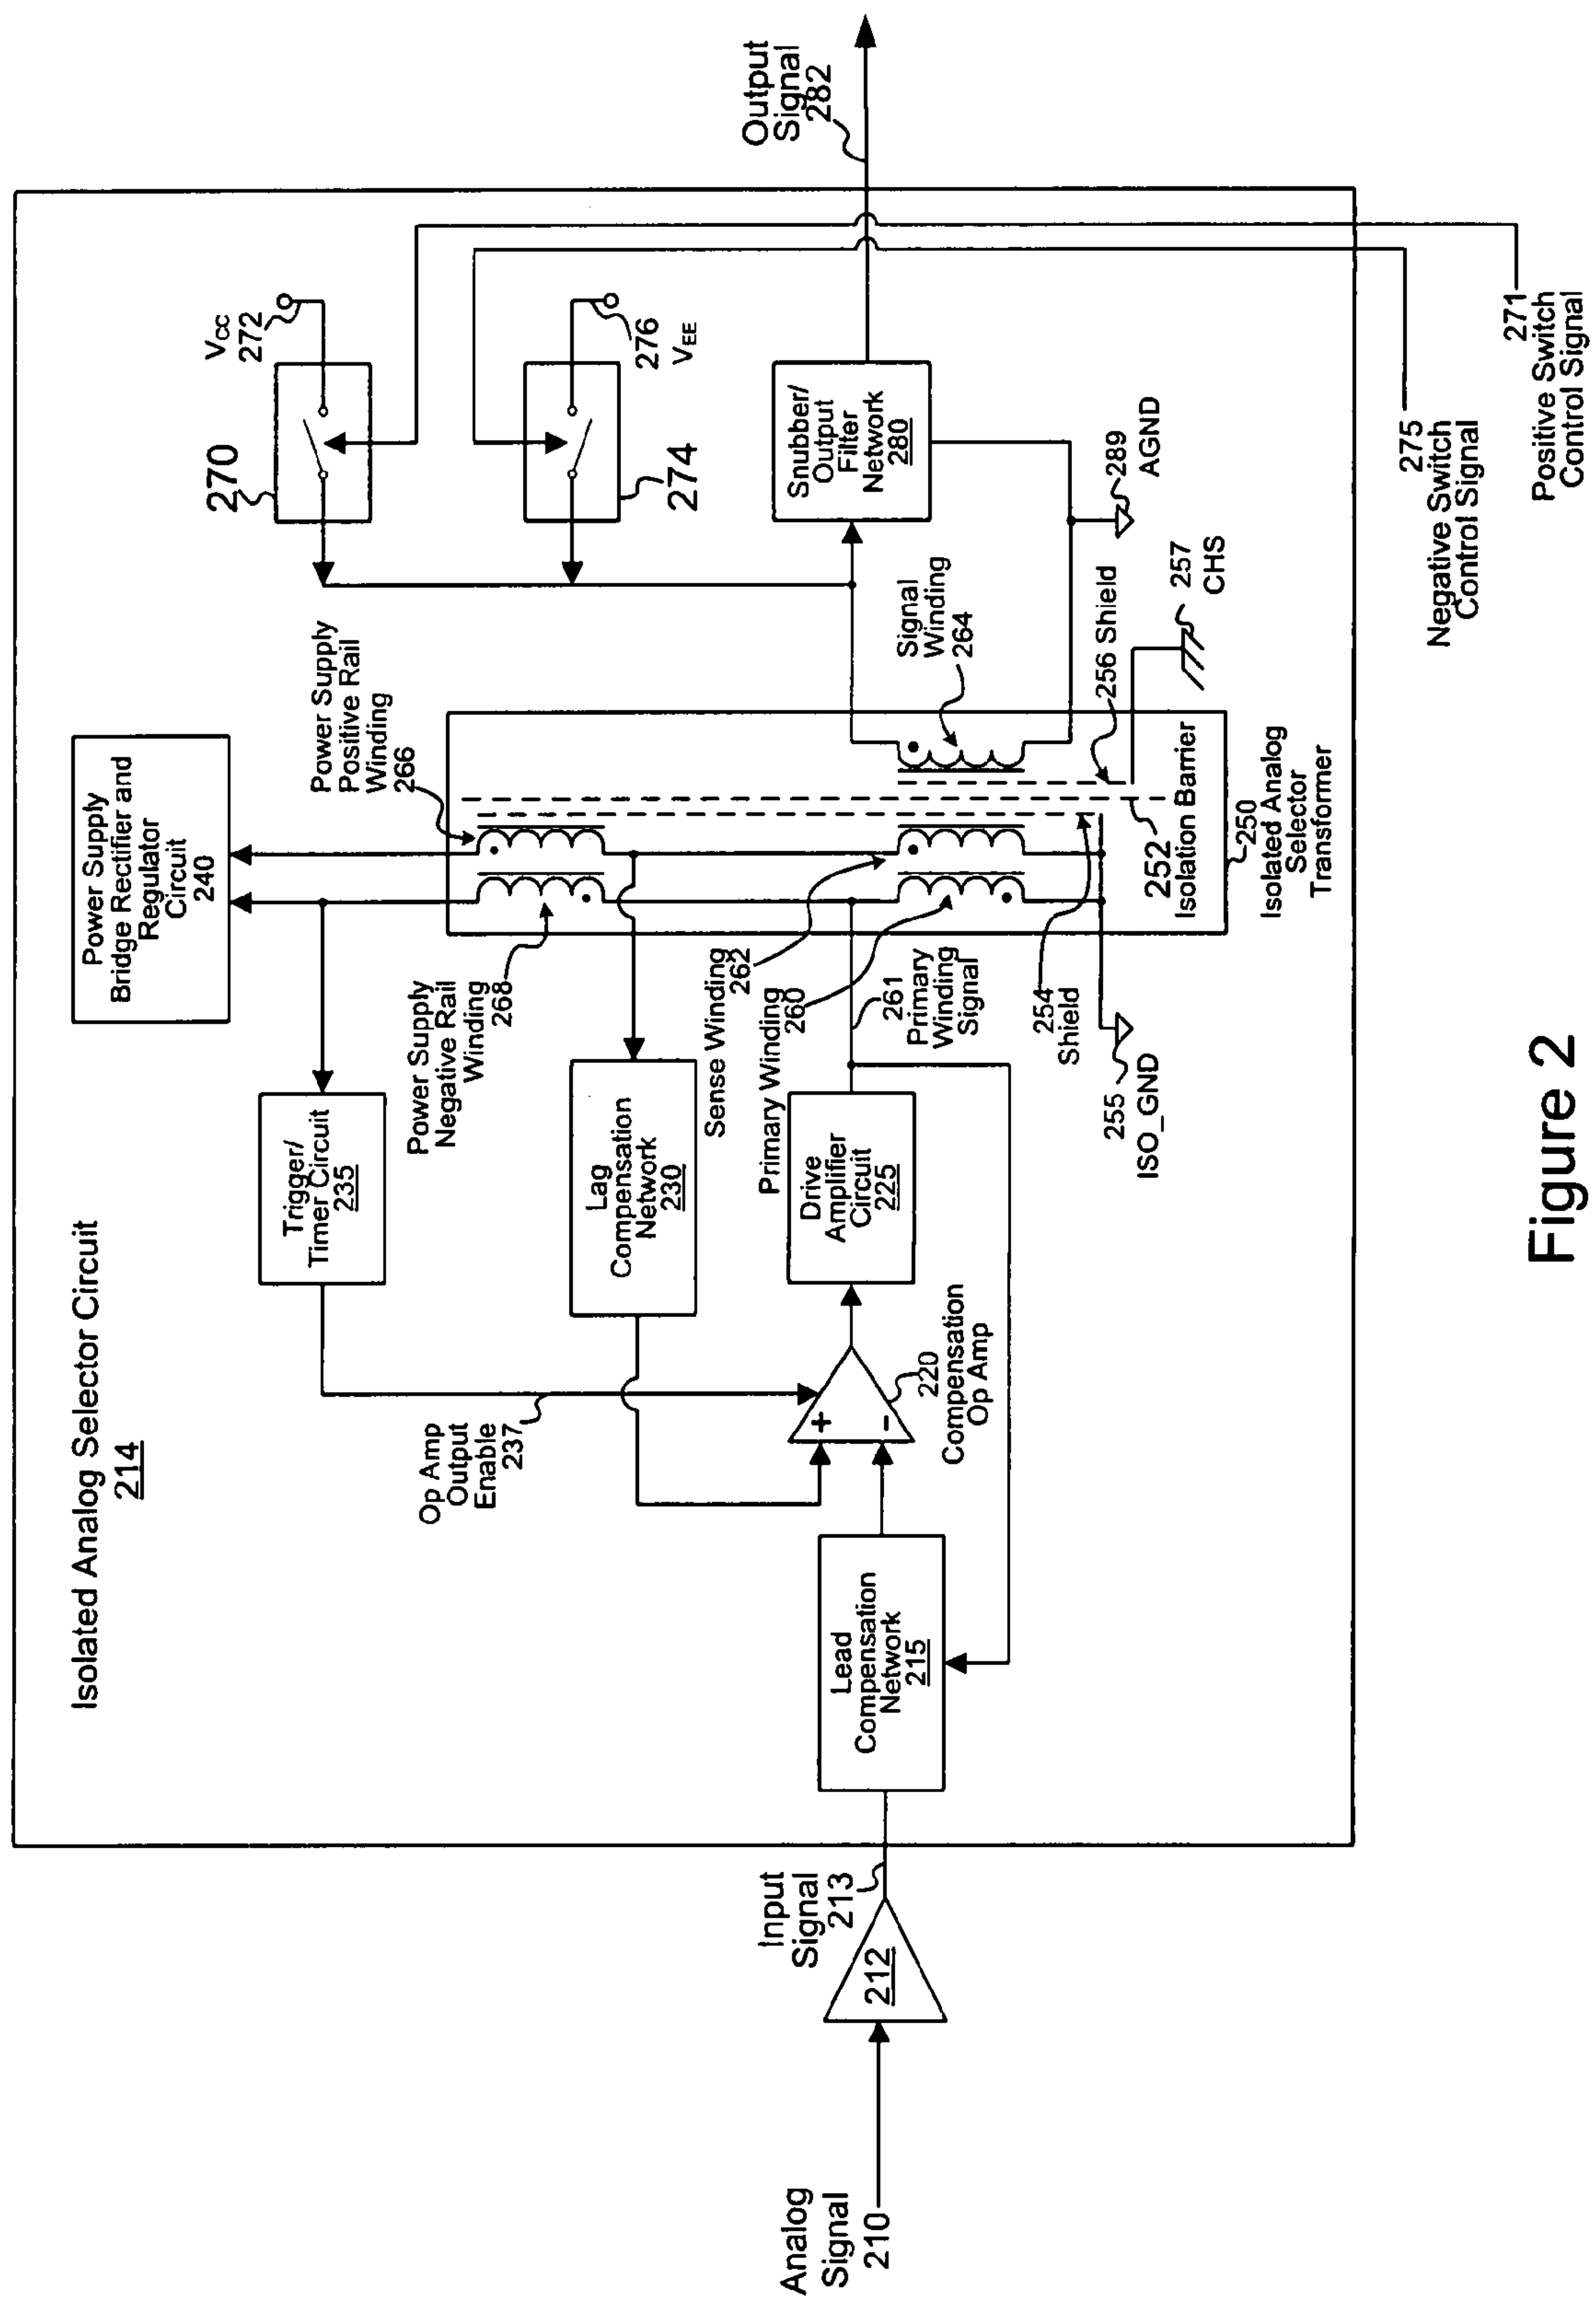 Isolated Analog Selector Circuit
214
Power Supply
Bridge Rectifier and
Regulator
Circuit
240
Trigger/
Timer Circuit
235
Power Supply
Positive Rail
Winding
266
VCC
272
270
Power Supply
Negative Rail
Winding
268
Op Amp
Output
Enable
237
Lag
Compensation
Network
230
274
276
VEE
Sense Winding
262
Primary Winding
260
Input
Signal
213
Analog
Signal
210
212
Lead
Compensation
Network
215
+
-
220
Compensation
Op Amp
Drive
Amplifier
Circuit
225
261
Primary
Winding
Signal
Signal
Winding
264
Snubber/
Output
Filter
Network
280
Output
Signal
282
254
Shield
255
ISO_GND
256 Shield
257
CHS
289
AGND
252
Isolation Barrier
250
Isolated Analog
Selector
Transformer
275
Negative Switch
Control Signal
271
Positive Switch
Control Signal
Figure 2